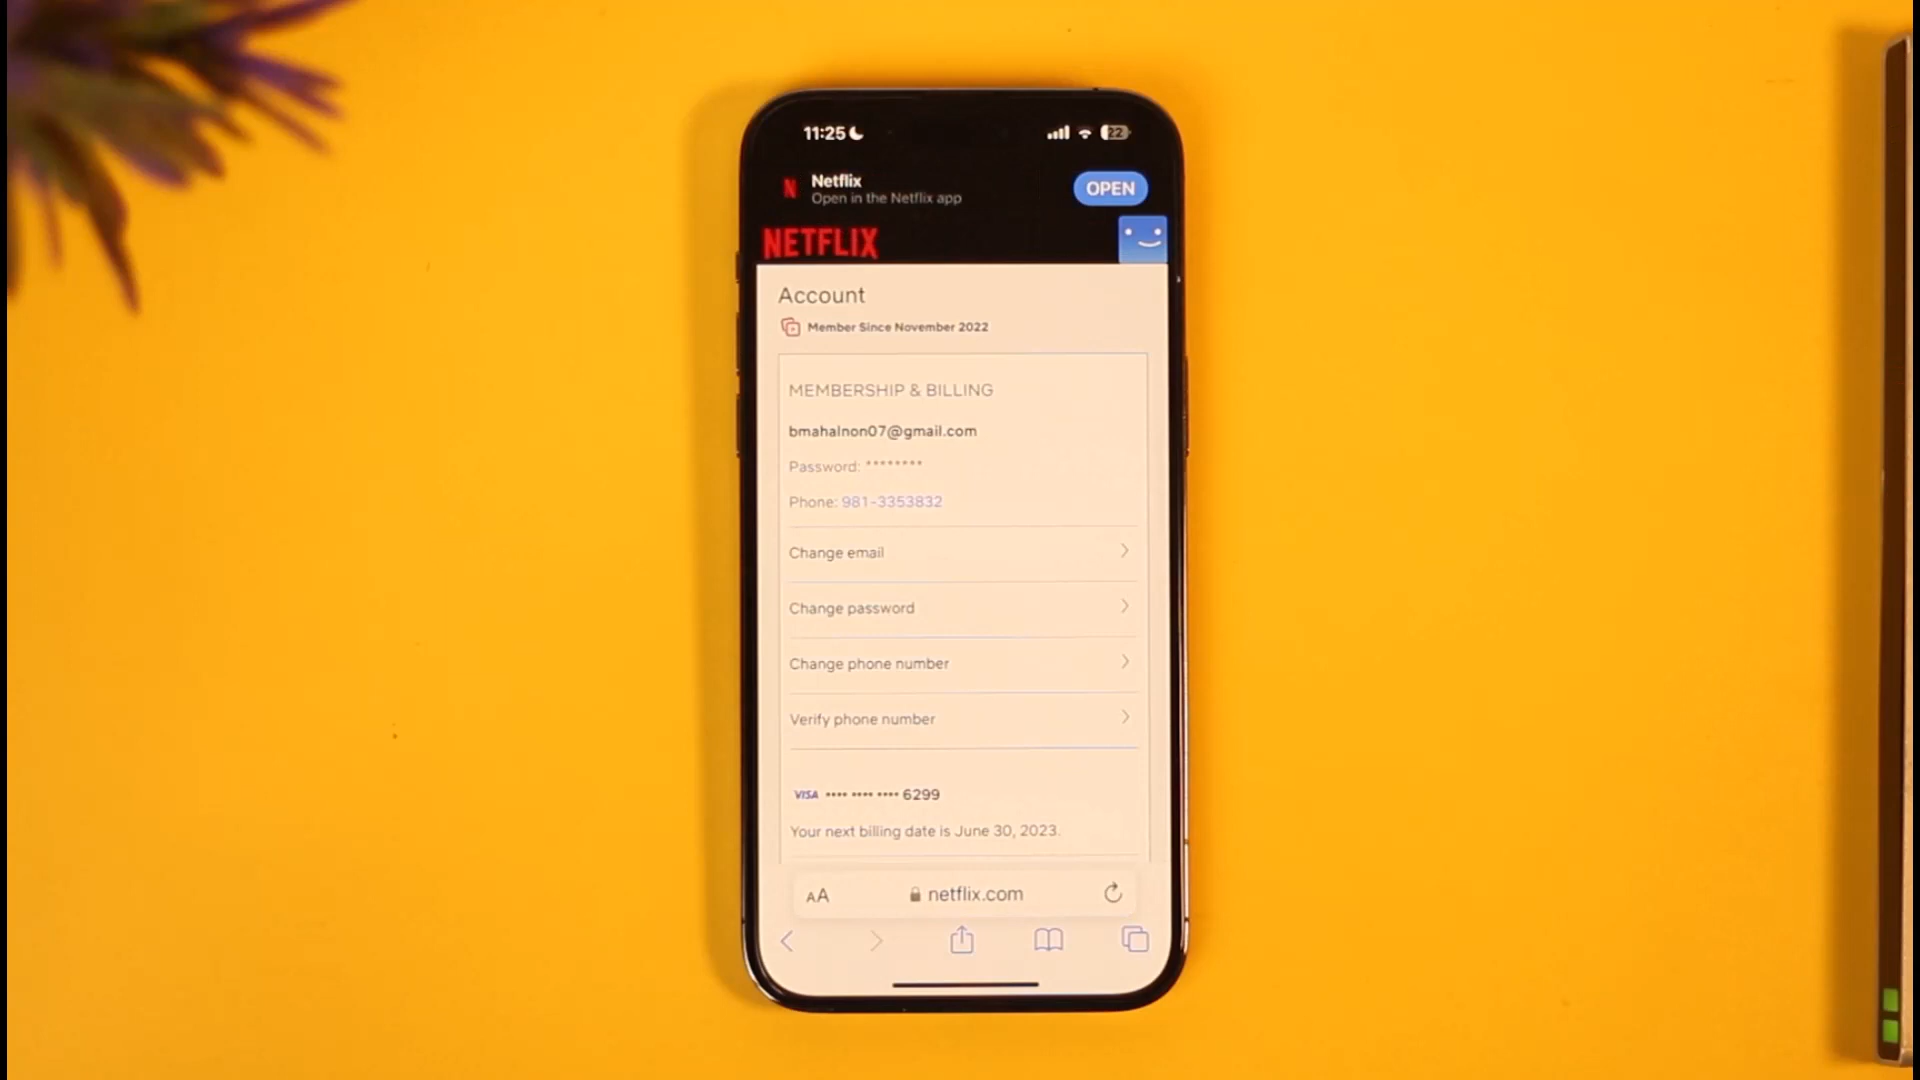 11:25
22
Netflix
Open in the Netflix app
OPEN
N
NETFLIX
Account
Member Since November 2022
MEMBERSHIP & BILLING
bmahalnon07@gmail.com
Password: ********
Phone: 981-3353832
Change email
Change password
Change phone number
Verify phone number
VISA •••• •••• •••• 6299
Your next billing date is June 30, 2023.
AA netflix.com